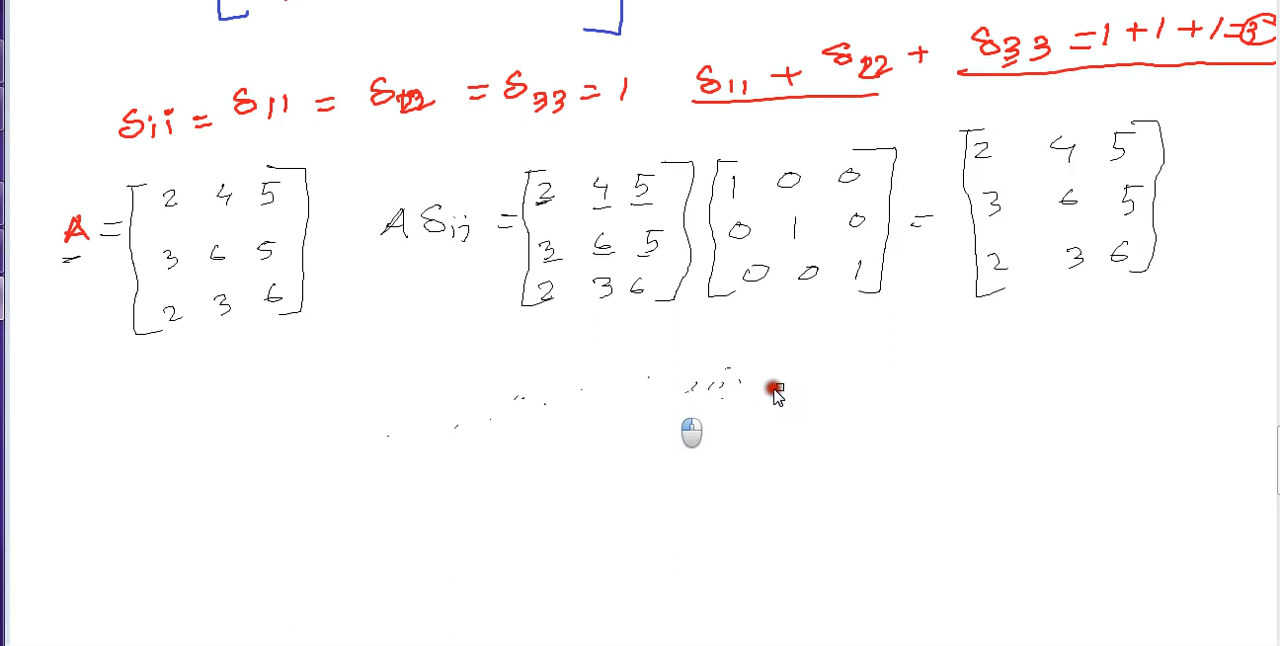 δ11 + δ22 + δ33 = 1 + 1 + 1 = 3
δii = δ11 = δ22 = δ33 = 1
A = [2 4 5 Aδij = [2 4 5] [1 0 0] = [2 4 5]
3 6 5 3 6 5 0 1 0 3 6 5
2 3 6] 2 3 6 0 0 1 2 3 6